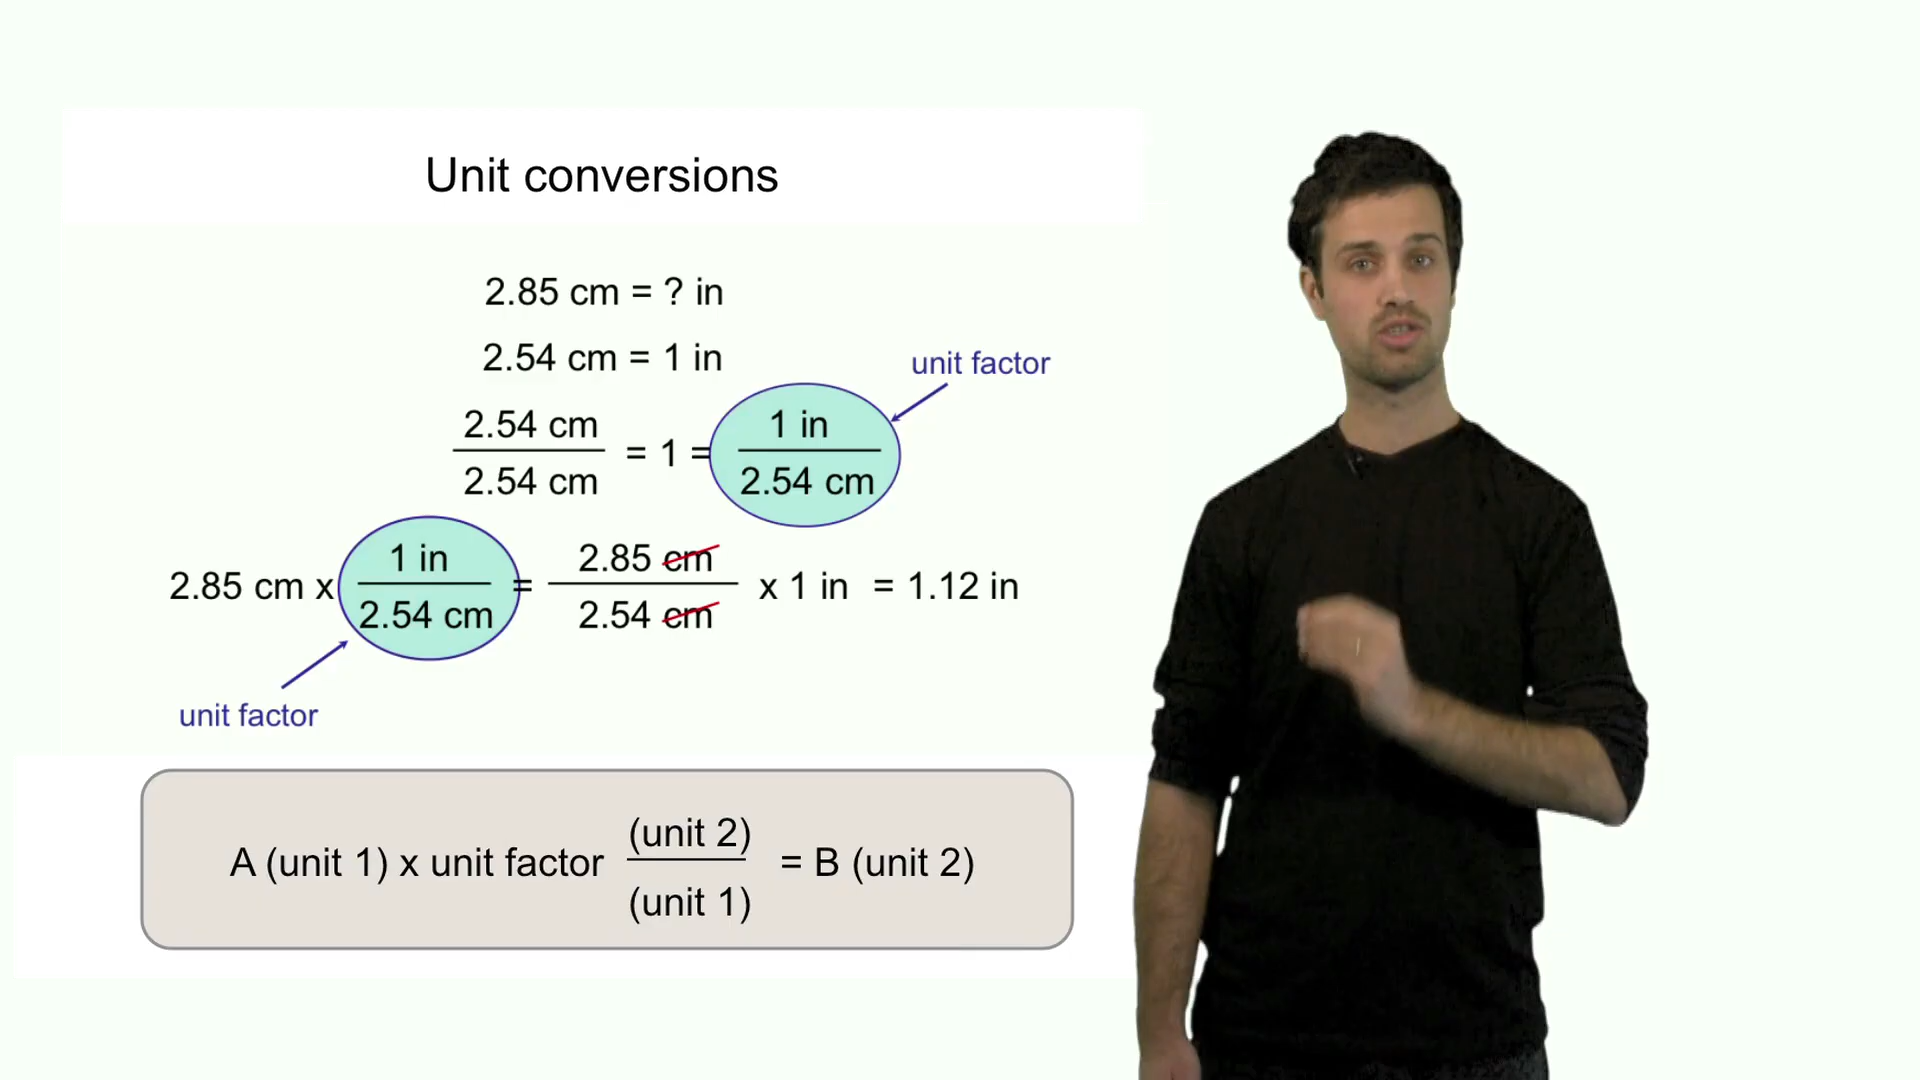 Unit conversions
2.85 cm = ? in
2.54 cm = 1 in
unit factor
2.54 cm
2.54 cm
= 1 =
1 in
2.54 cm
2.85 cm x
1 in
2.54 cm
=
2.85 cm
2.54 cm
x 1 in = 1.12 in
unit factor
A (unit 1) x unit factor
(unit 2)
(unit 1)
= B (unit 2)